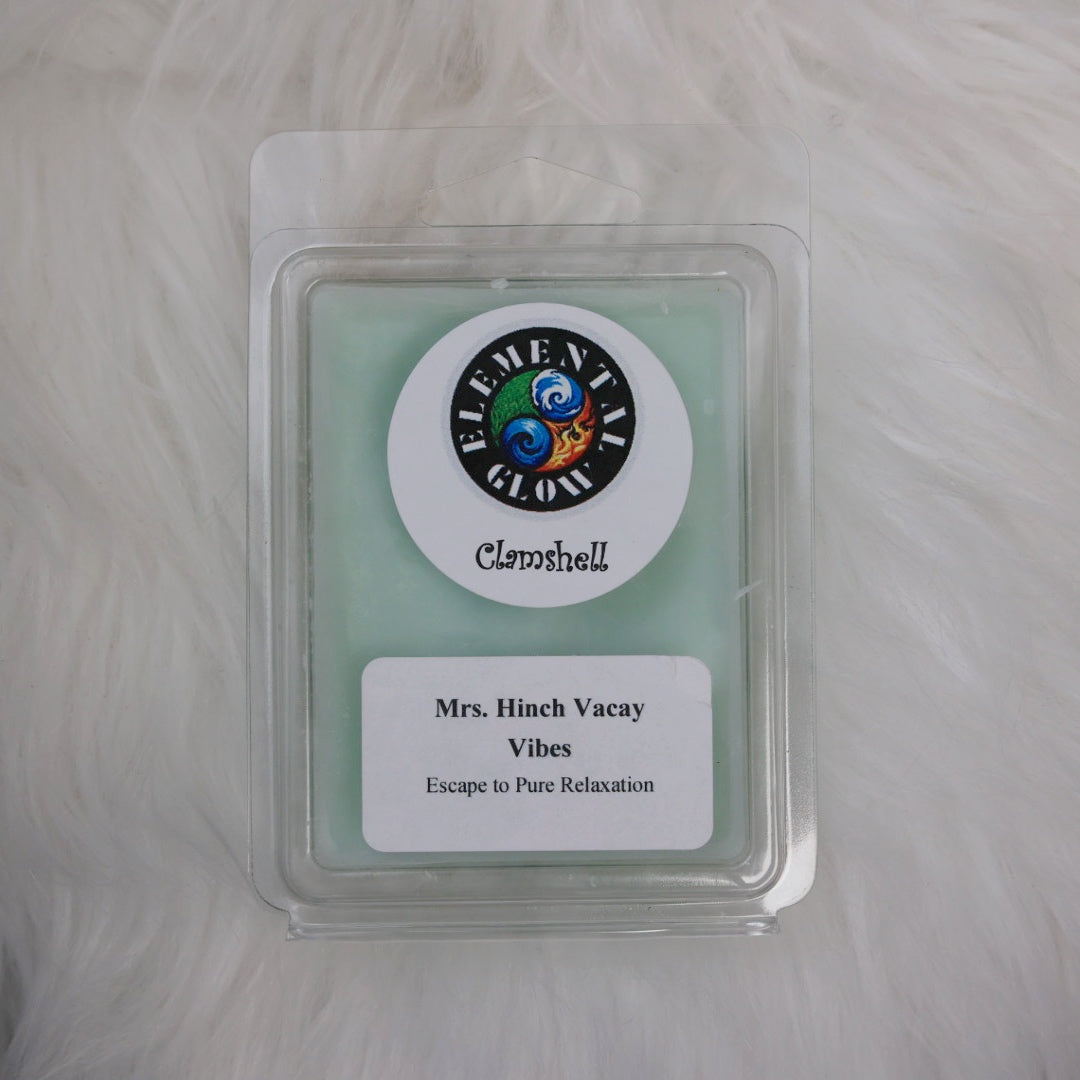 ELEMENTAL
GLOW
Clamshell
Mrs. Hinch Vacay
Vibes
Escape to Pure Relaxation